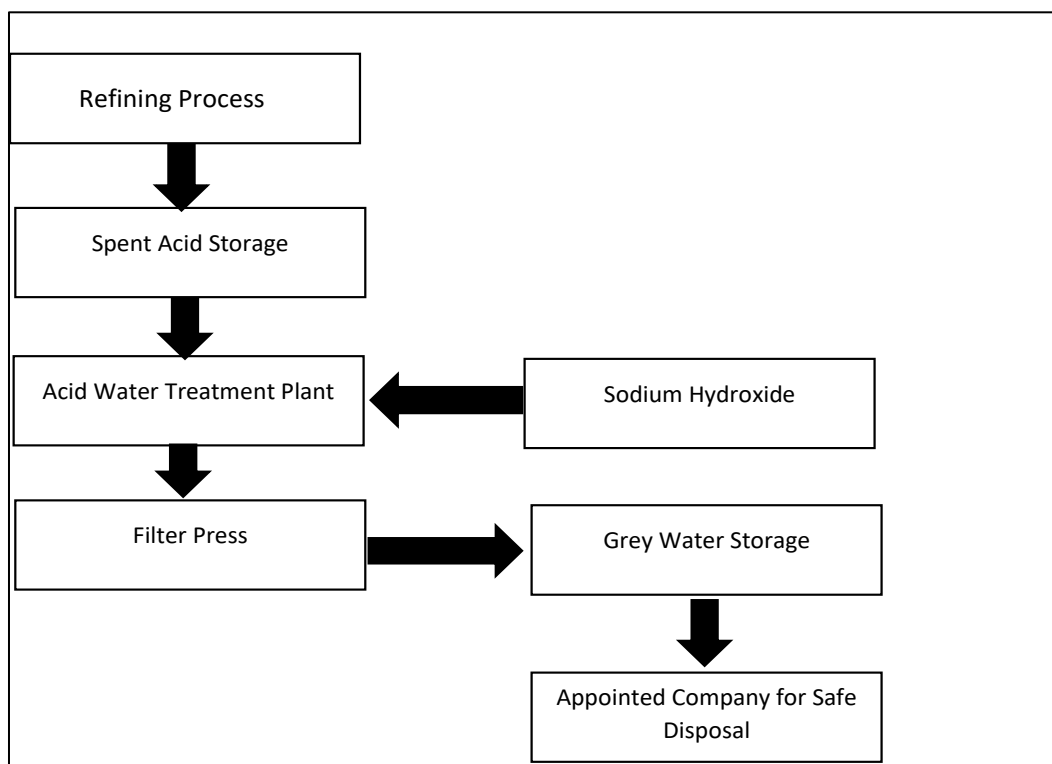 Refining Process
Spent Acid Storage
Acid Water Treatment Plant
Sodium Hydroxide
Filter Press
Grey Water Storage
Appointed Company for Safe
Disposal